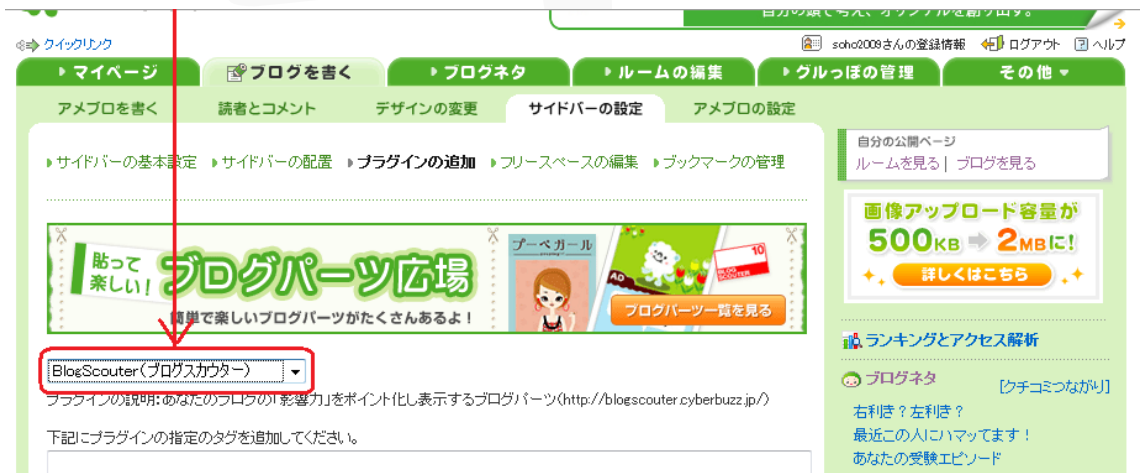 自分の頭で考え、オリジナルを創り出す。
クイックリンク
soho2009さんの登録情報 ログアウト ヘルプ
マイページ ブログを書く ブログネタ ルームの編集 グルっぽの管理 その他
アメブロを書く 読者とコメント デザインの変更 サイドバーの設定 アメブロの設定
サイドバーの基本設定 サイドバーの配置 プラグインの追加 フリースペースの編集 ブックマークの管理
自分の公開ページ
ルームを見る | ブログを見る
貼って楽しい!
ブログパーツ広場
簡単で楽しいブログパーツがたくさんあるよ!
プーペガール
AD
10
BLOG SCOUTER
ブログパーツ一覧を見る
画像アップロード容量が
500KB 2MBに!
詳しくはこちら
BlogScouter(ブログスカウター)
プラグインの説明:あなたのブログの「影響力」をポイント化し表示するブログパーツ(http://blogscouter.cyberbuzz.jp/)
下記にプラグインの指定のタグを追加してください。
ランキングとアクセス解析
ブログネタ [クチコミつながり]
右利き?左利き?
最近この人にハマッてます!
あなたの受験エピソード